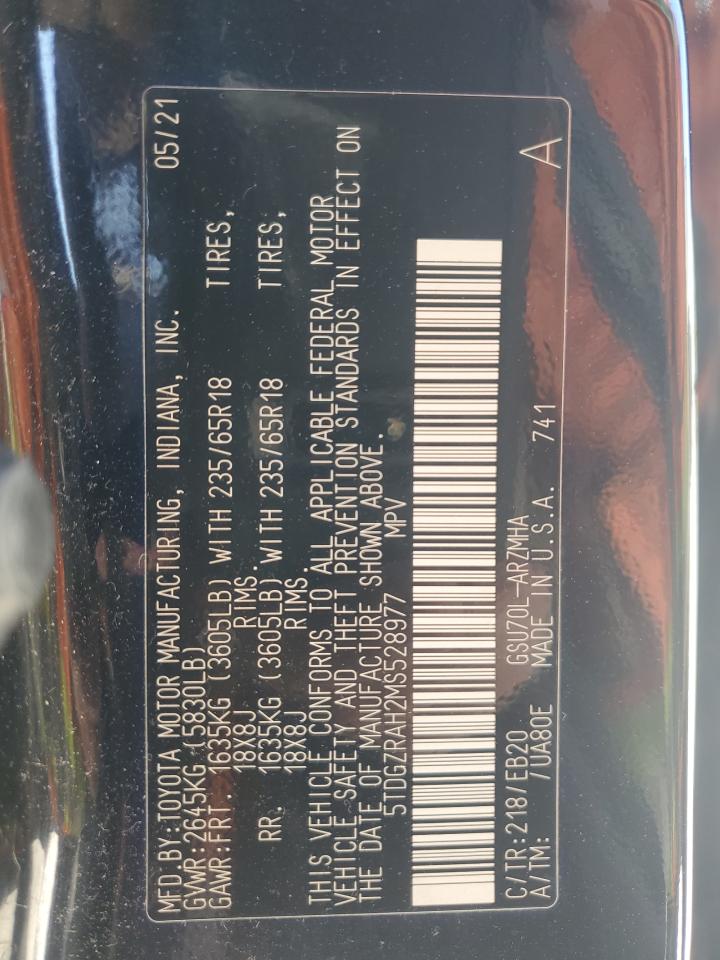 MFD BY:TOYOTA MOTOR MANUFACTURING, INDIANA, INC. 05/21
GVWR:2645KG (5830LB)
GAWR:FRT. 1635KG (3605LB) WITH 235/65R18 TIRES,
18X8J RIMS.
RR. 1635KG (3605LB) WITH 235/65R18 TIRES,
18X8J RIMS.
THIS VEHICLE CONFORMS TO ALL APPLICABLE FEDERAL MOTOR
VEHICLE SAFETY AND THEFT PREVENTION STANDARDS IN EFFECT ON
THE DATE OF MANUFACTURE SHOWN ABOVE.
5TDGZRAH2MS528977 MPV
C/TR:218/EB20 GSU70L-ARZMHA
A/TM: /UA80E MADE IN U.S.A. 741 A